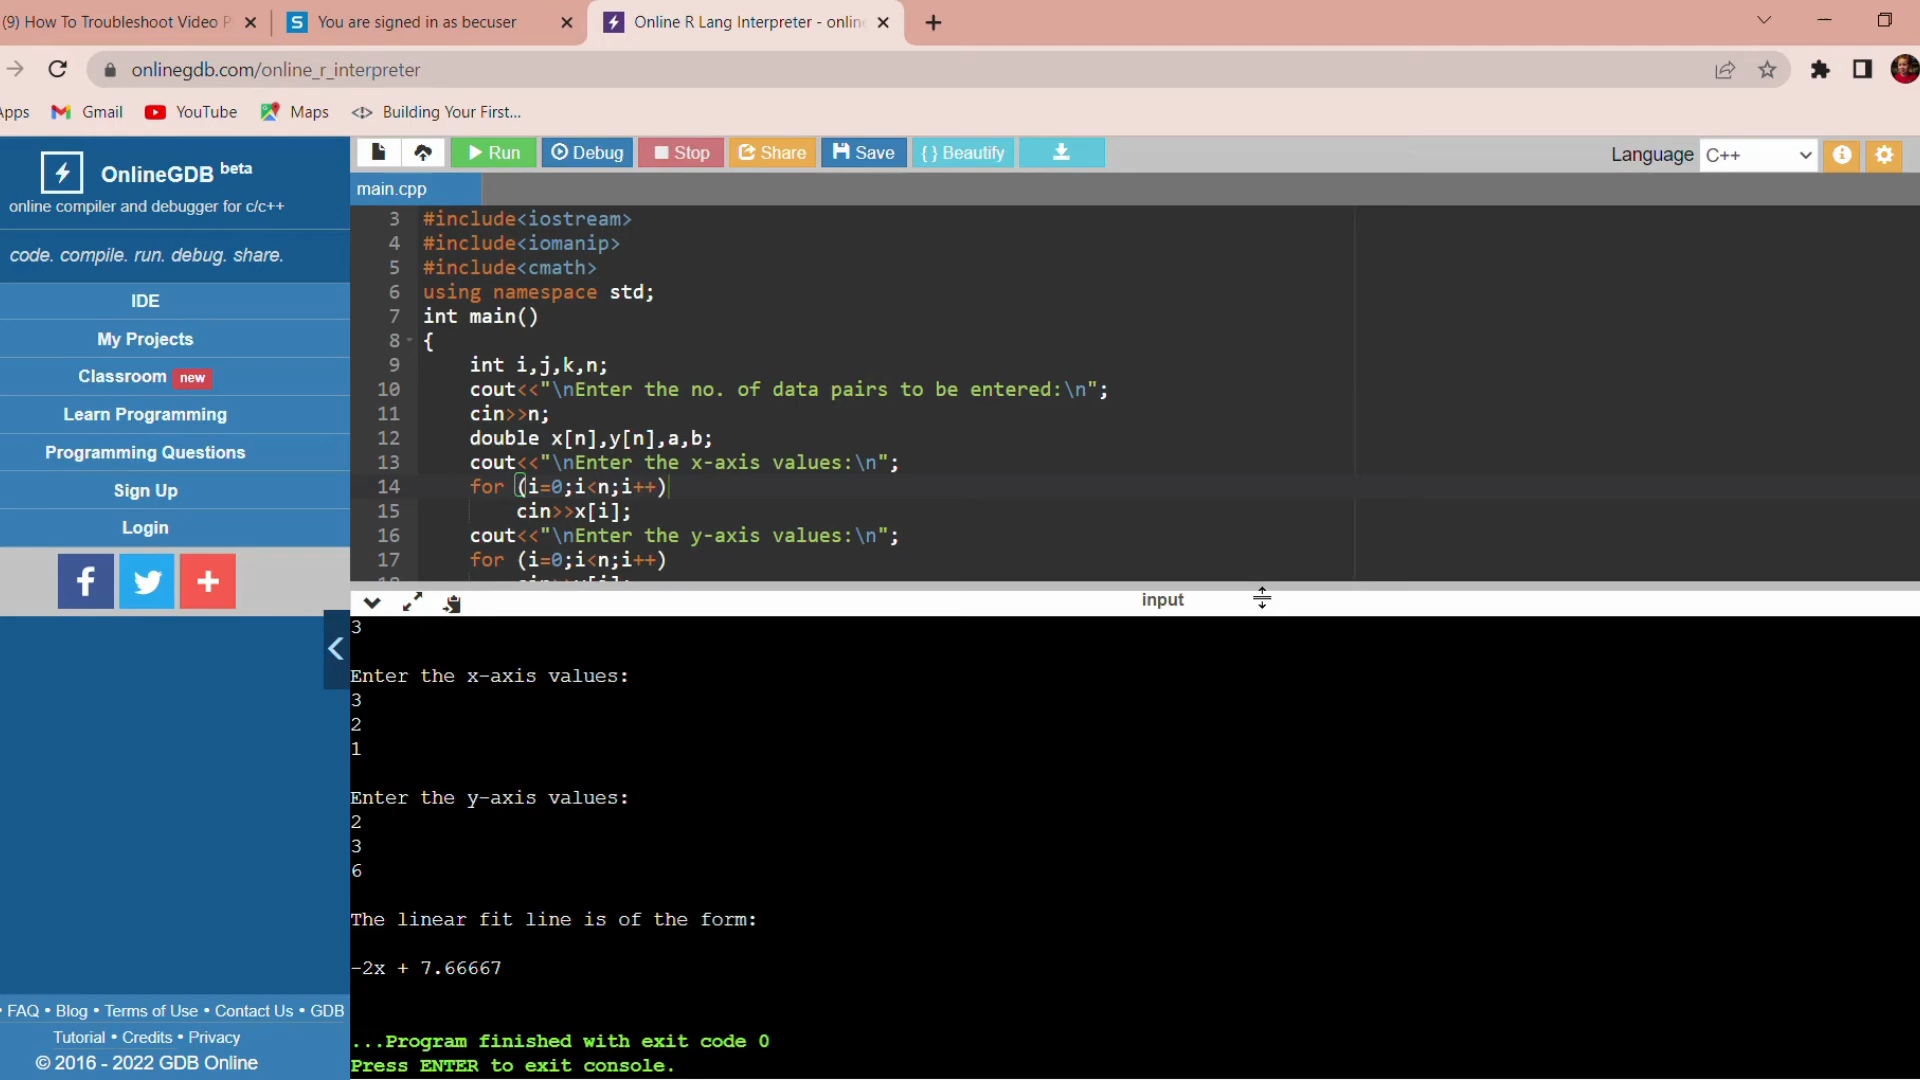 (9) How To Troubleshoot Video P
You are signed in as becuser
Online R Lang Interpreter - onlin
onlinegdb.com/online_r_interpreter
Apps
Gmail
YouTube
Maps
Building Your First...
OnlineGDB beta
online compiler and debugger for c/c++
code. compile. run. debug. share.
IDE
My Projects
Classroom new
Learn Programming
Programming Questions
Sign Up
Login
• FAQ • Blog • Terms of Use • Contact Us • GDB
Tutorial • Credits • Privacy
© 2016 - 2022 GDB Online
Run
Debug
Stop
Share
Save
{ } Beautify
Language C++
main.cpp
3 #include<iostream>
4 #include<iomanip>
5 #include<cmath>
6 using namespace std;
7 int main()
8 {
9 int i,j,k,n;
10 cout<<"\nEnter the no. of data pairs to be entered:\n";
11 cin>>n;
12 double x[n],y[n],a,b;
13 cout<<"\nEnter the x-axis values:\n";
14 for (i=0;i<n;i++)
15 cin>>x[i];
16 cout<<"\nEnter the y-axis values:\n";
17 for (i=0;i<n;i++)
input
3
Enter the x-axis values:
3
2
1
Enter the y-axis values:
2
3
6
The linear fit line is of the form:
-2x + 7.66667
...Program finished with exit code 0
Press ENTER to exit console.